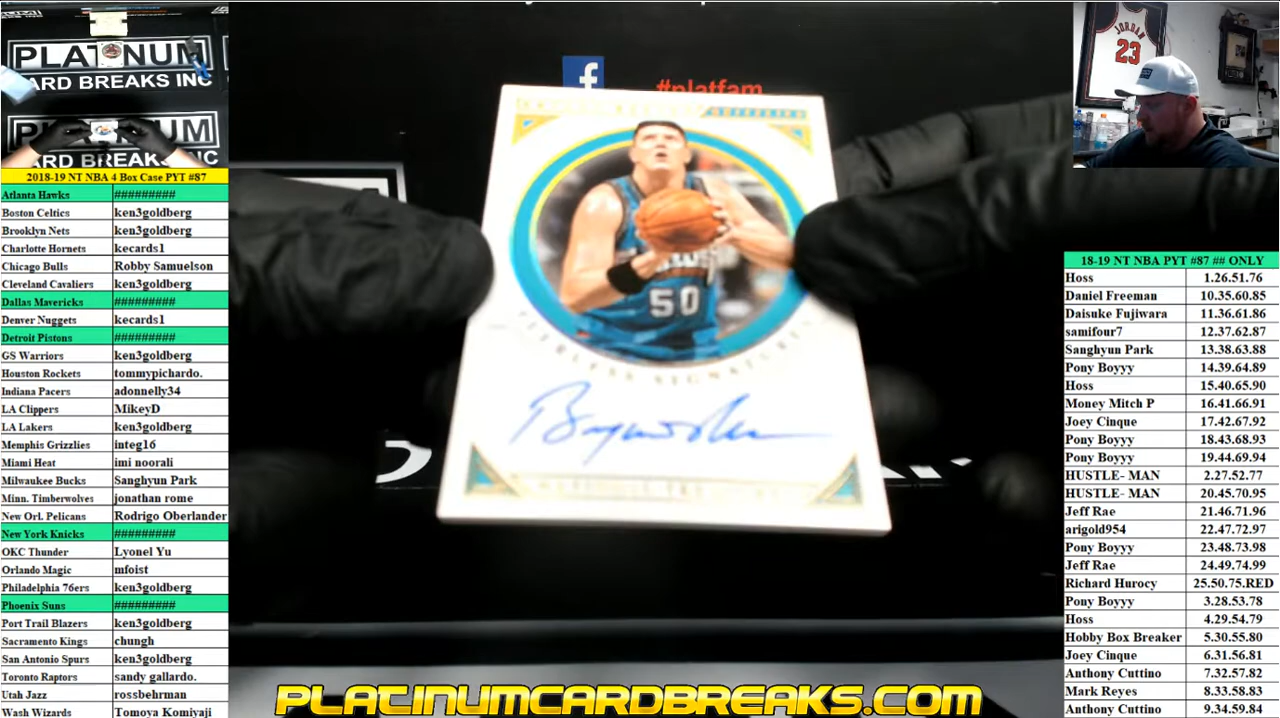 PLATINUM
CARD BREAKS INC
PLATINUM
CARD BREAKS INC
2018-19 NT NBA 4 Box Case PYT #87
Atlanta Hawks #########
Boston Celtics ken3goldberg
Brooklyn Nets ken3goldberg
Charlotte Hornets kecards1
Chicago Bulls Robby Samuelson
Cleveland Cavaliers ken3goldberg
Dallas Mavericks #########
Denver Nuggets kecards1
Detroit Pistons #########
GS Warriors ken3goldberg
Houston Rockets tommypichardo.
Indiana Pacers adonnelly34
LA Clippers MikeyD
LA Lakers ken3goldberg
Memphis Grizzlies integ16
Miami Heat imi noorali
Milwaukee Bucks Sanghyun Park
Minn. Timberwolves jonathan rome
New Orl. Pelicans Rodrigo Oberlander
New York Knicks #########
OKC Thunder Lyonel Yu
Orlando Magic mfoist
Philadelphia 76ers ken3goldberg
Phoenix Suns #########
Port Trail Blazers ken3goldberg
Sacramento Kings chungh
San Antonio Spurs ken3goldberg
Toronto Raptors sandy gallardo.
Utah Jazz rossbehrman
Wash Wizards Tomoya Komiyaji
f
#platfam
50
SIGNATURES
JORDAN
23
18-19 NT NBA PYT #87 ## ONLY
Hoss 1.26.51.76
Daniel Freeman 10.35.60.85
Daisuke Fujiwara 11.36.61.86
samifour7 12.37.62.87
Sanghyun Park 13.38.63.88
Pony Boyyy 14.39.64.89
Hoss 15.40.65.90
Money Mitch P 16.41.66.91
Joey Cinque 17.42.67.92
Pony Boyyy 18.43.68.93
Pony Boyyy 19.44.69.94
HUSTLE- MAN 2.27.52.77
HUSTLE- MAN 20.45.70.95
Jeff Rae 21.46.71.96
arigold954 22.47.72.97
Pony Boyyy 23.48.73.98
Jeff Rae 24.49.74.99
Richard Hurocy 25.50.75.RED
Pony Boyyy 3.28.53.78
Hoss 4.29.54.79
Hobby Box Breaker 5.30.55.80
Joey Cinque 6.31.56.81
Anthony Cuttino 7.32.57.82
Mark Reyes 8.33.58.83
Anthony Cuttino 9.34.59.84
PLATINUMCARDBREAKS.COM